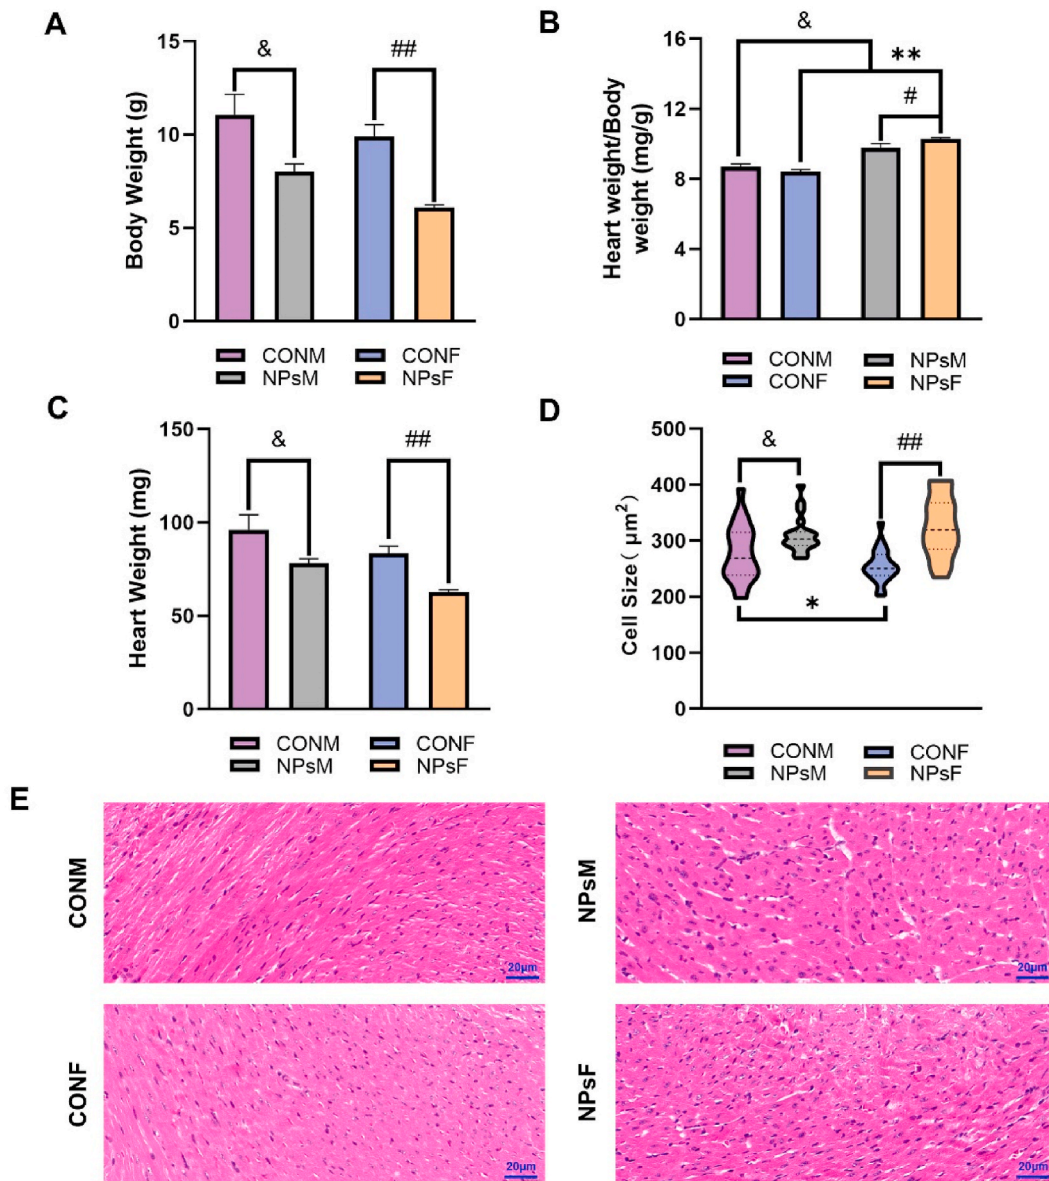 A
Body Weight (g)
15
10
5
0
&
##
CONM
CONF
NPsM
NPsF
B
Heart weight/Body
weight (mg/g)
16
12
8
4
0
&
**
#
CONM
NPsM
CONF
NPsF
C
Heart Weight (mg)
150
100
50
0
&
##
CONM
CONF
NPsM
NPsF
D
Cell Size( µm²)
500
400
300
200
100
0
&
##
*
CONM
CONF
NPsM
NPsF
E
CONM
20µm
NPsM
20µm
CONF
20µm
NPsF
20µm